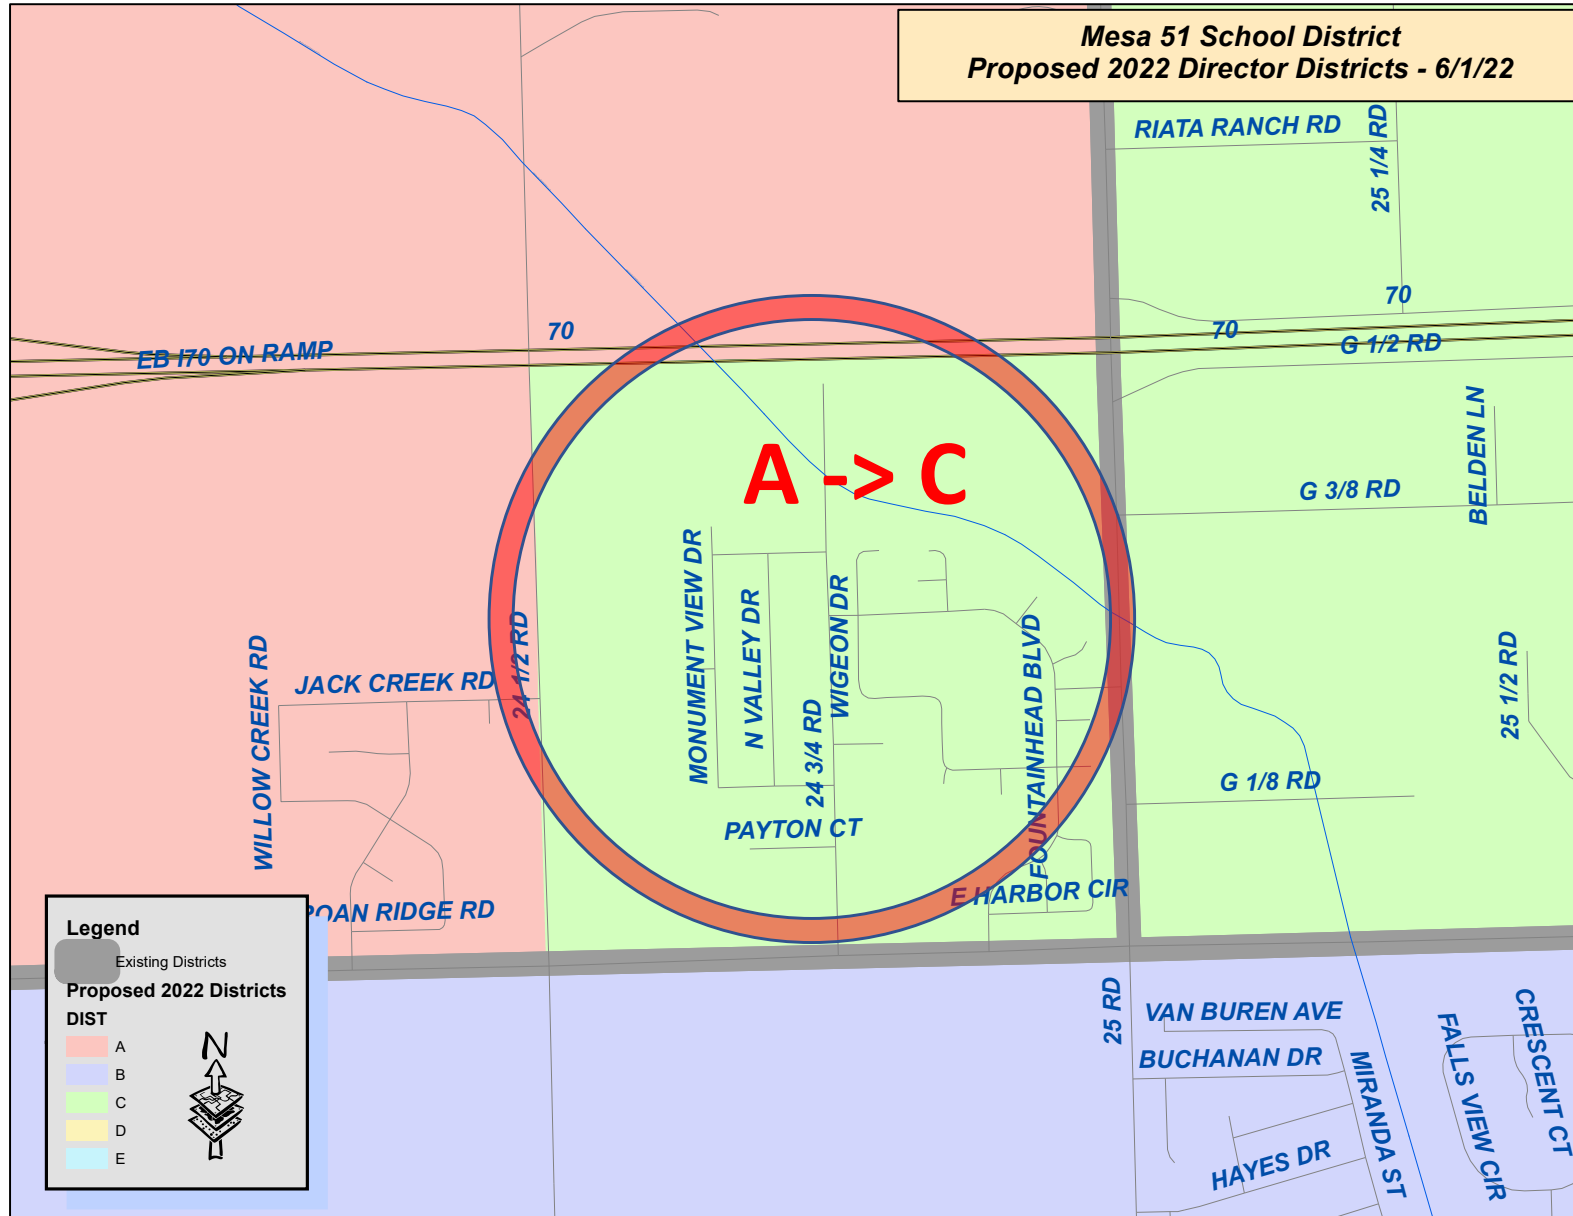 Mesa 51 School District
Proposed 2022 Director Districts - 6/1/22
RIATA RANCH RD
25 1/4 RD
70
70
70
EB I70 ON RAMP
G 1/2 RD
BELDEN LN
A -> C
G 3/8 RD
MONUMENT VIEW DR
N VALLEY DR
WIGEON DR
24 3/4 RD
FOUNTAINHEAD BLVD
24 1/2 RD
WILLOW CREEK RD
JACK CREEK RD
25 1/2 RD
G 1/8 RD
PAYTON CT
E HARBOR CIR
ROAN RIDGE RD
Legend
Existing Districts
Proposed 2022 Districts
DIST
A
B
C
D
E
N
25 RD
VAN BUREN AVE
BUCHANAN DR
MIRANDA ST
FALLS VIEW CIR
CRESCENT CT
HAYES DR